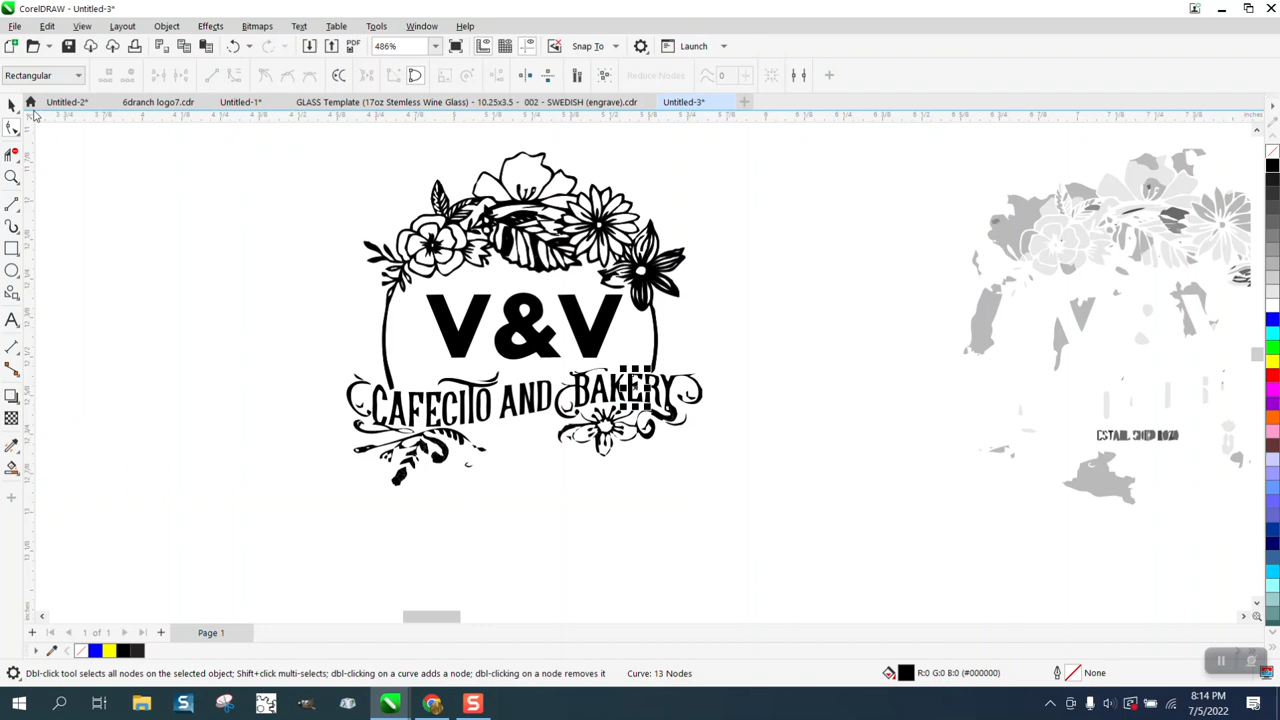 CorelDRAW - Untitled-3*
File Edit View Layout Object Effects Bitmaps Text Table Tools Window Help
PDF 486% Snap To Launch
Rectangular Reduce Nodes 0
Untitled-2* 6dranch logo7.cdr Untitled-1* GLASS Template (17oz Stemless Wine Glass) - 10.25x3.5 - 002 - SWEDISH (engrave).cdr Untitled-3*
inches
V&V
CAFECITO AND BAKERY
inches
1 of 1 Page 1
Dbl-click tool selects all nodes on the selected object; Shift+click multi-selects; dbl-clicking on a curve adds a node; dbl-clicking on a node removes it Curve: 13 Nodes R:0 G:0 B:0 (#000000) None
8:14 PM
7/5/2022